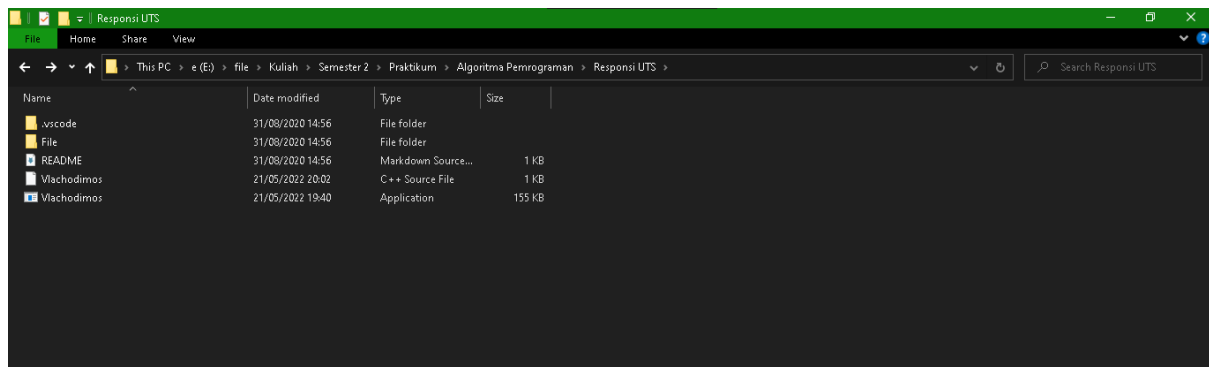 Responsi UTS
File Home Share View
This PC > e (E:) > file > Kuliah > Semester 2 > Praktikum > Algoritma Pemrograman > Responsi UTS >
Search Responsi UTS
Name Date modified Type Size
.vscode 31/08/2020 14:56 File folder
File 31/08/2020 14:56 File folder
README 31/08/2020 14:56 Markdown Source... 1 KB
Vlachodimos 21/05/2022 20:02 C++ Source File 1 KB
Vlachodimos 21/05/2022 19:40 Application 155 KB